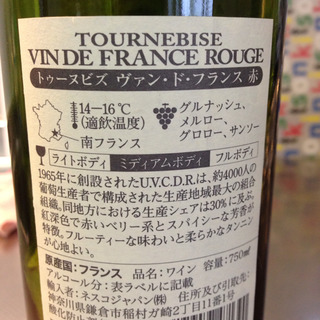 TOURNEBISE
VIN DE FRANCE ROUGE
トゥーヌビズ ヴァン・ド・フランス 赤
14−16℃
(適飲温度)
南フランス
グルナッシュ、
メルロー、
グロロー、サンソー
ライトボディ ミディアムボディ フルボディ
1965年に創設されたU.V.C.D.R.は、約4000人の
葡萄生産者で構成された生産地域最大の組合
組織。同地方における生産シェアは30%に及ぶ。
紅深色で赤いベリー系とスパイシーな芳香が
特徴。フルーティーな味わいと柔らかなタンニン
が心地よい。
原産国:フランス 品名:ワイン 容量:750ml
アルコール分:表ラベルに記載
輸入者:ネスコジャパン(株) 住所及び引取先:
神奈川県鎌倉市稲村ガ崎2丁目11番1号
酸化防止剤